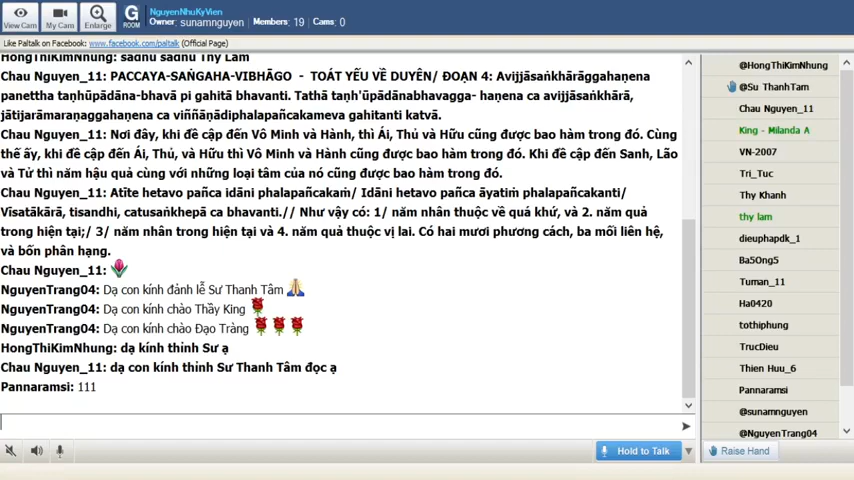 View Cam
My Cam
Enlarge
G
ROOM
NguyenNhuKyVien
Owner: sunamnguyen Members: 19 Cams: 0
Like Paltalk on Facebook: www.facebook.com/paltalk (Official Page)
HongThiKimNhung: sadhu sadhu Thy Lam
Chau Nguyen_11: PACCAYA-SAṄGAHA-VIBHĀGO - TOÁT YẾU VỀ DUYÊN/ ĐOẠN 4: Avijjāsaṅkhārāggahaṇena
panettha taṇhūpādāna-bhavā pi gahitā bhavanti. Tathā taṇh'ūpādānabhavagga- haṇena ca avijjāsaṅkhārā,
jātijarāmaraṇaggahaṇena ca viññāṇādiphalapañcakameva gahitanti katvā.
Chau Nguyen_11: Nơi đây, khi đề cập đến Vô Minh và Hành, thì Ái, Thủ và Hữu cũng được bao hàm trong đó. Cùng
thế ấy, khi đề cập đến Ái, Thủ, và Hữu thì Vô Minh và Hành cũng được bao hàm trong đó. Khi đề cập đến Sanh, Lão
và Tử thì năm hậu quả cùng với những loại tâm của nó cũng được bao hàm trong đó.
Chau Nguyen_11: Atīte hetavo pañca idāni phalapañcakaṁ/ Idāni hetavo pañca āyatiṁ phalapañcakanti/
Vīsatākārā, tisandhi, catusaṅkhepā ca bhavanti.// Như vậy có: 1/ năm nhân thuộc về quá khứ, và 2. năm quả
trong hiện tại;/ 3/ năm nhân trong hiện tại và 4. năm quả thuộc vị lai. Có hai mươi phương cách, ba mối liên hệ,
và bốn phân hạng.
Chau Nguyen_11:
NguyenTrang04: Dạ con kính đảnh lễ Sư Thanh Tâm
NguyenTrang04: Dạ con kính chào Thầy King
NguyenTrang04: Dạ con kính chào Đạo Tràng
HongThiKimNhung: dạ kính thỉnh Sư ạ
Chau Nguyen_11: dạ con kính thỉnh Sư Thanh Tâm đọc ạ
Pannaramsi: 111
Hold to Talk
@HongThiKimNhung
@Su ThanhTam
Chau Nguyen_11
King - Milanda A
VN-2007
Tri_Tuc
Thy Khanh
thy lam
dieuphapdk_1
Ba5Ong5
Tuman_11
Ha0420
tothiphung
TrucDieu
Thien Huu_6
Pannaramsi
@sunamnguyen
@NguyenTrang04
Raise Hand